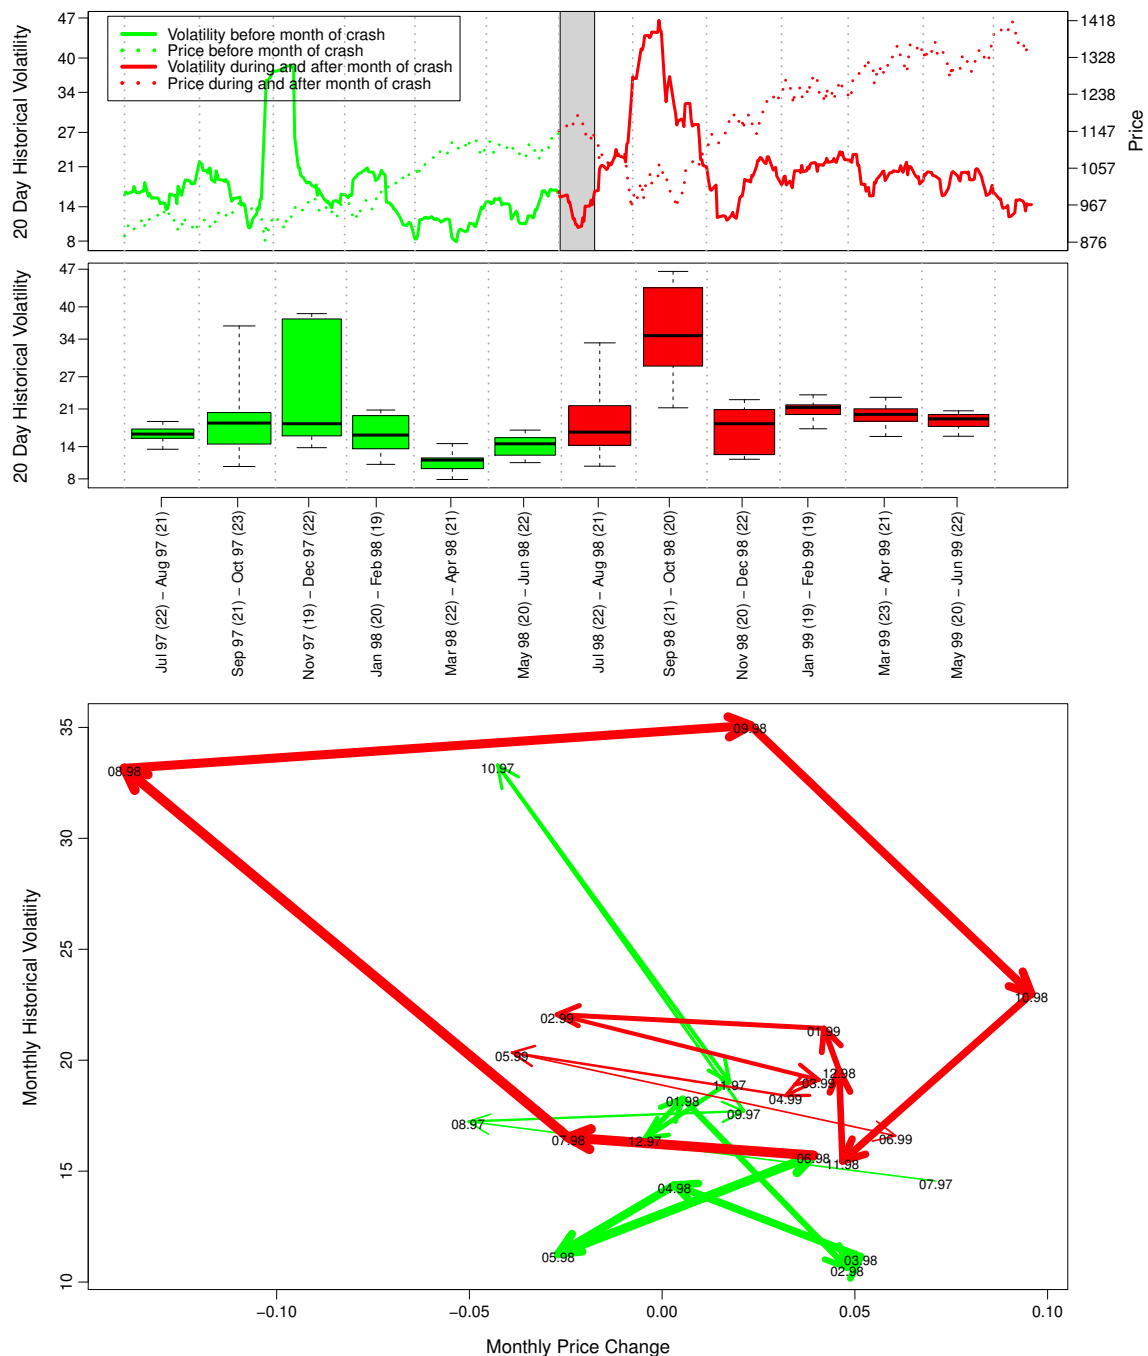 47
40
34
27
21
14
8
20 Day Historical Volatility
Volatility before month of crash
Price before month of crash
Volatility during and after month of crash
Price during and after month of crash
1418
1328
1238
1147
1057
967
876
Price
47
40
34
27
21
14
8
20 Day Historical Volatility
Jul 97 (22) − Aug 97 (21)
Sep 97 (21) − Oct 97 (23)
Nov 97 (19) − Dec 97 (22)
Jan 98 (20) − Feb 98 (19)
Mar 98 (22) − Apr 98 (21)
May 98 (20) − Jun 98 (22)
Jul 98 (22) − Aug 98 (21)
Sep 98 (21) − Oct 98 (20)
Nov 98 (20) − Dec 98 (22)
Jan 99 (19) − Feb 99 (19)
Mar 99 (23) − Apr 99 (21)
May 99 (20) − Jun 99 (22)
35
30
25
20
15
10
Monthly Historical Volatility
09.98
08.98
10.97
10.98
02.99
01.99
05.99
12.98
11.97
03.99
04.99
01.98
09.97
08.97
07.98
12.97
06.99
06.98
11.98
07.97
04.98
05.98
03.98
02.98
−0.10
−0.05
0.00
0.05
0.10
Monthly Price Change